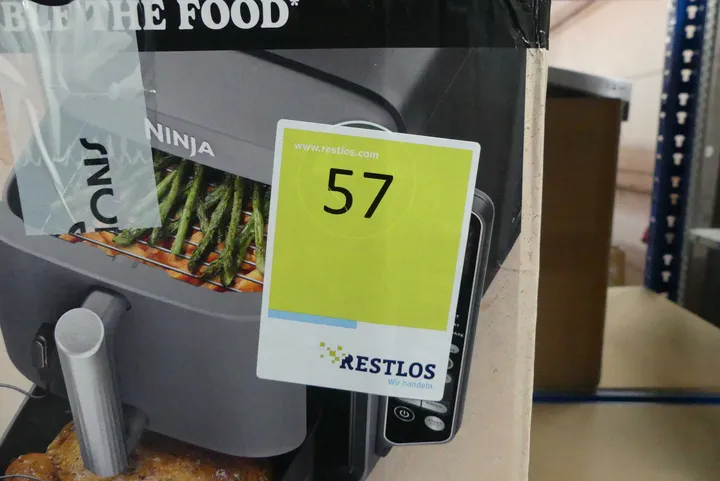 BLE THE FOOD*
NINJA
www.restlos.com
57
RESTLOS
Wir handeln